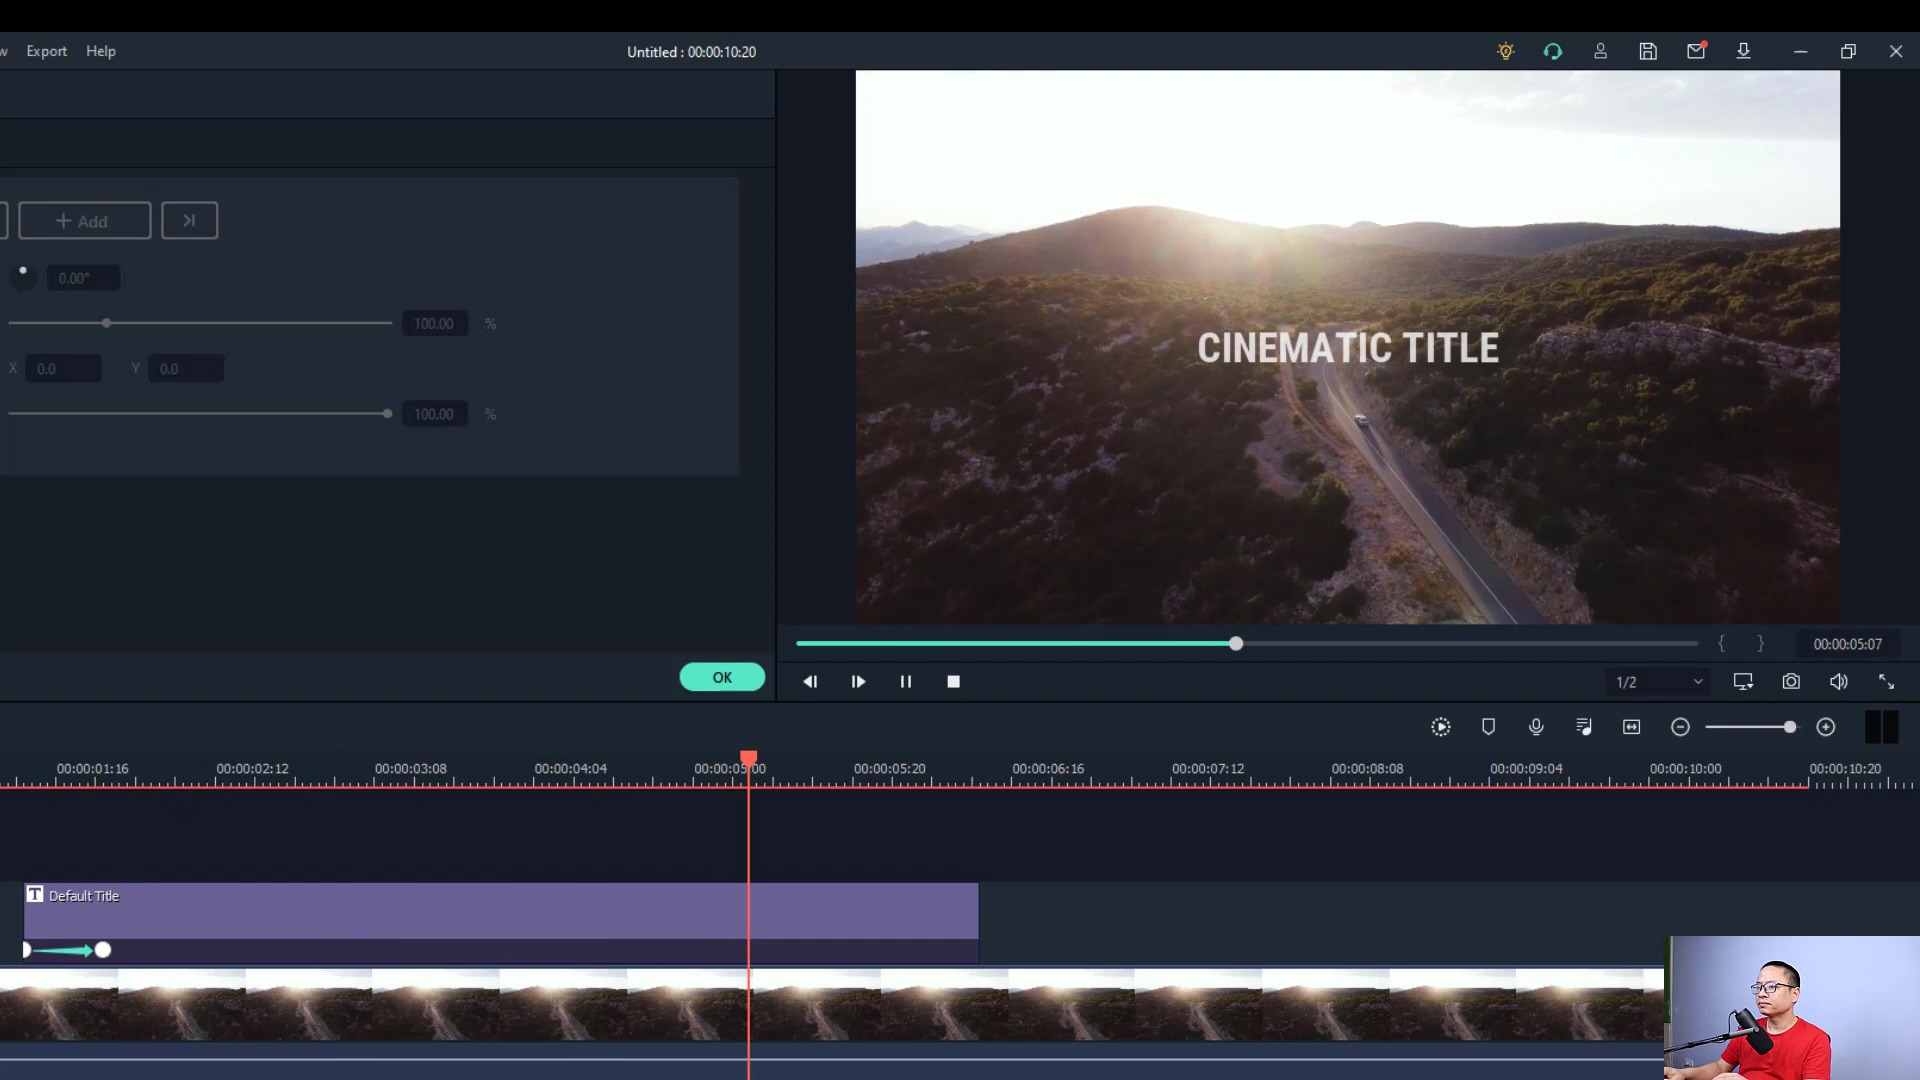 w Export Help
Untitled : 00:00:10:20
+ Add
0.00°
100.00 %
X 0.0 Y 0.0
100.00 %
OK
CINEMATIC TITLE
{ } 00:00:05:07
1/2
00:00:01:16 00:00:02:12 00:00:03:08 00:00:04:04 00:00:05:00 00:00:05:20 00:00:06:16 00:00:07:12 00:00:08:08 00:00:09:04 00:00:10:00 00:00:10:20
T Default Title